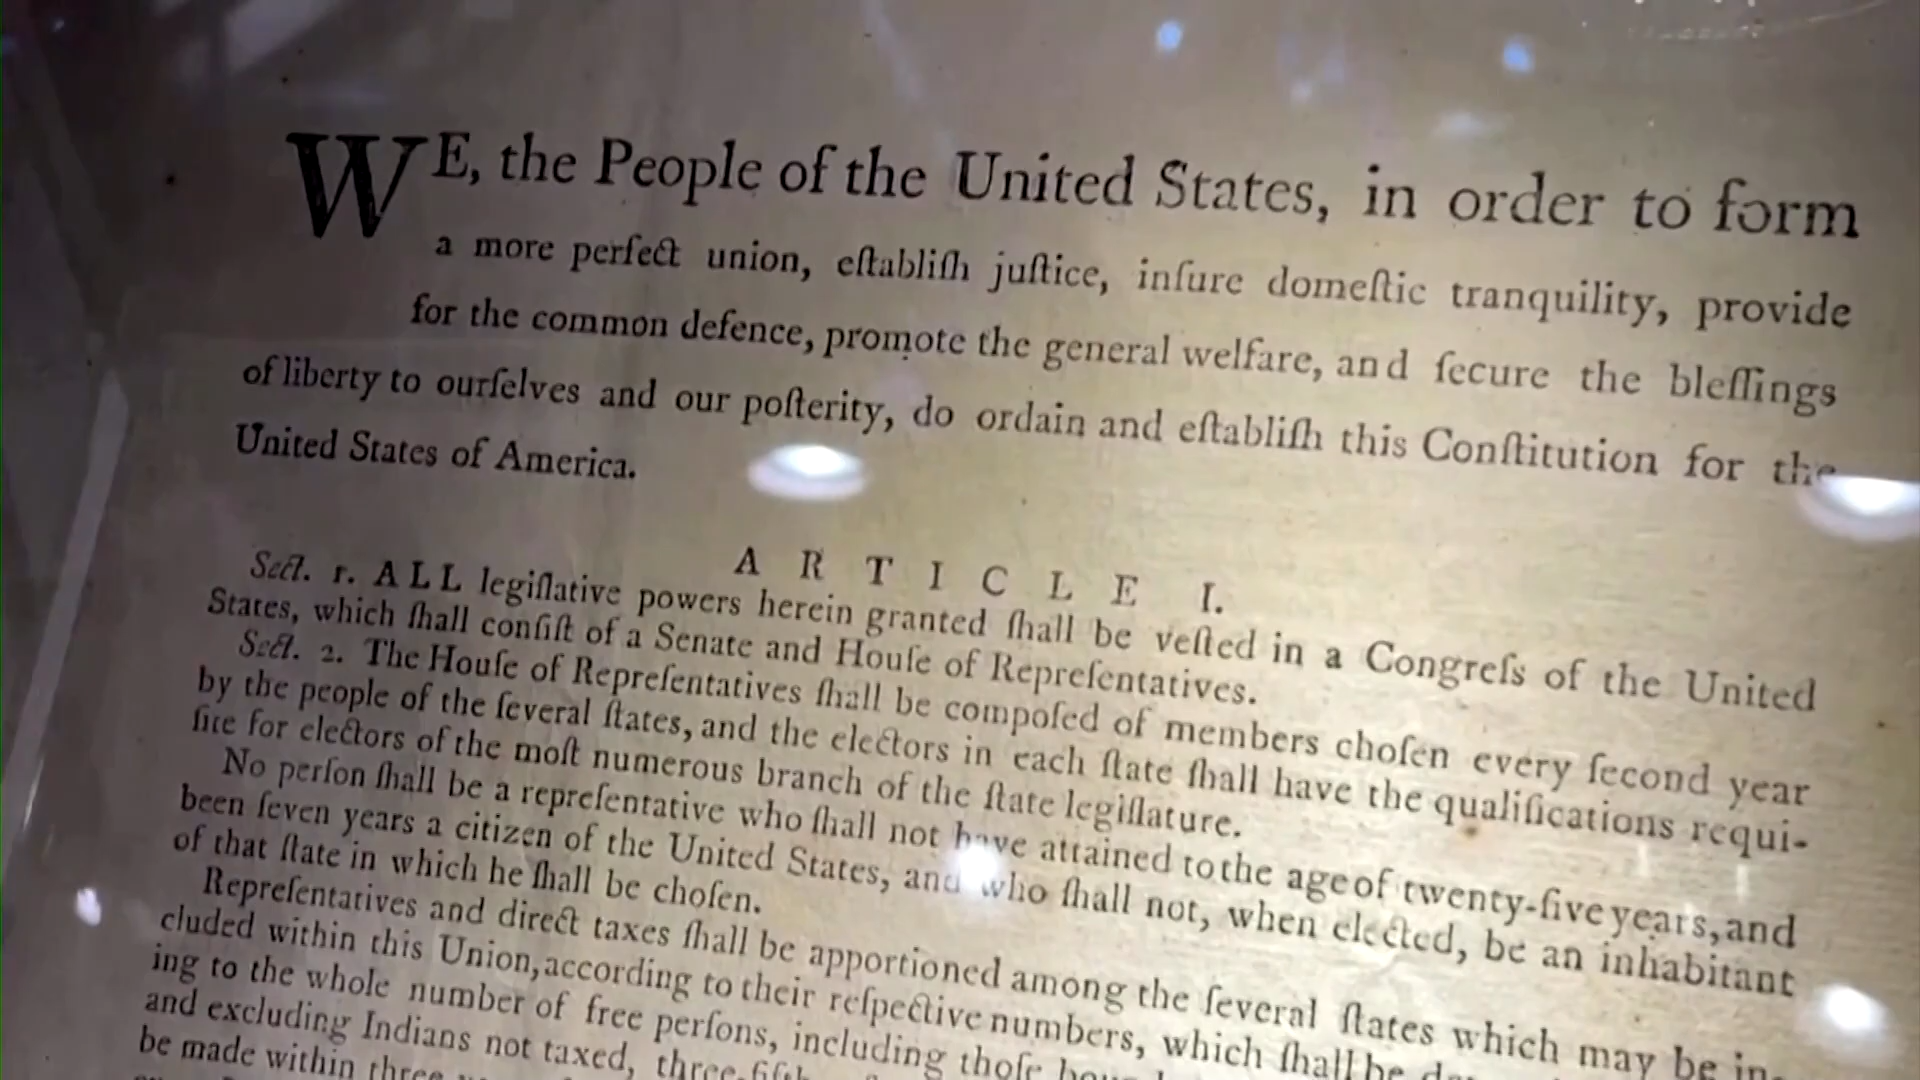 WE, the People of the United States, in order to form
a more perfect union, eſtabliſh juſtice, inſure domeſtic tranquility, provide
for the common defence, promote the general welfare, and ſecure the bleſſings
of liberty to ourſelves and our poſterity, do ordain and eſtabliſh this Conſtitution for the
United States of America.
ARTICLE I.
Sect. 1. ALL legiſlative powers herein granted ſhall be veſted in a Congreſs of the United
States, which ſhall conſiſt of a Senate and Houſe of Repreſentatives.
Sect. 2. The Houſe of Repreſentatives ſhall be compoſed of members choſen every ſecond year
by the people of the ſeveral ſtates, and the electors in each ſtate ſhall have the qualifications requi-
ſite for electors of the moſt numerous branch of the ſtate legiſlature.
No perſon ſhall be a repreſentative who ſhall not have attained to the age of twenty-five years, and
been ſeven years a citizen of the United States, and who ſhall not, when elected, be an inhabitant
of that ſtate in which he ſhall be choſen.
Repreſentatives and direct taxes ſhall be apportioned among the ſeveral ſtates which may be in-
cluded within this Union, according to their reſpective numbers, which ſhall be
ing to the whole number of free perſons, including thoſe
and excluding Indians not taxed,
be made within three